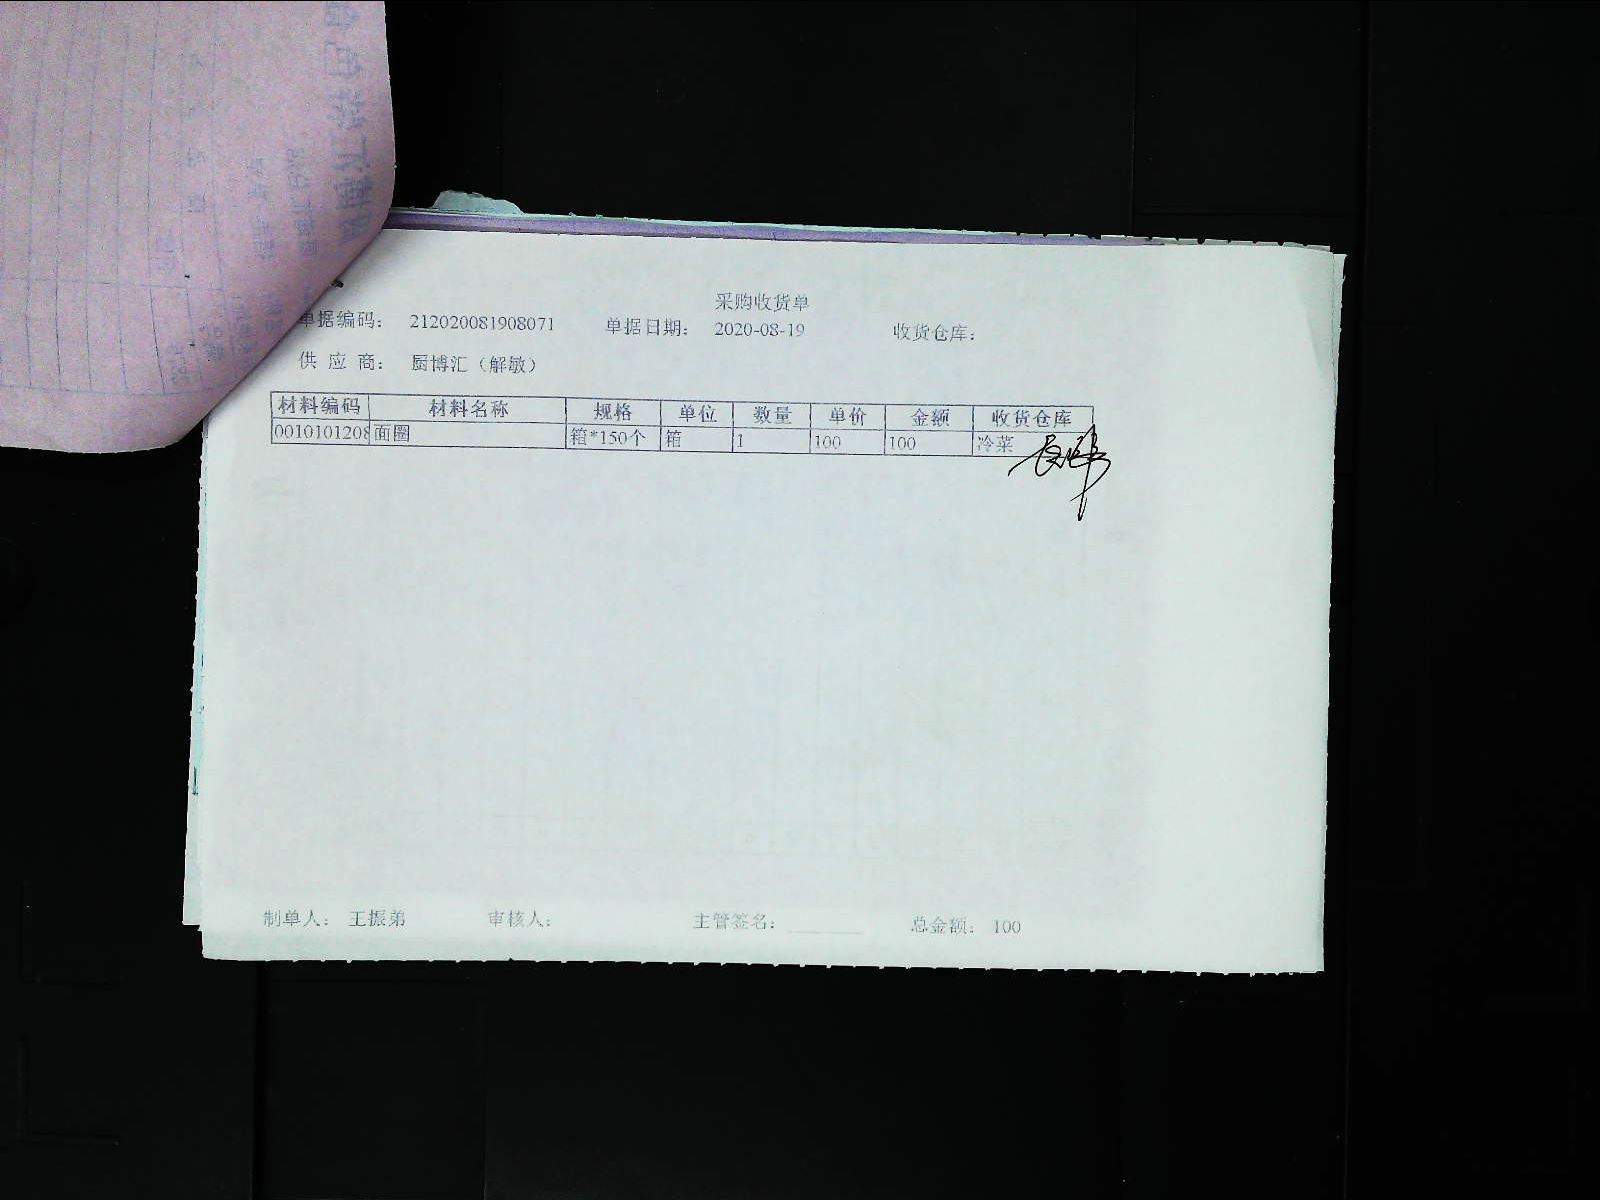 采购收货单
单据编码： 212020081908071 单据日期： 2020-08-19 收货仓库：
供 应 商： 厨博汇（解敏）
材料编码 材料名称 规格 单位 数量 单价 金额 收货仓库
0010101208 面圈 箱*150个 箱 1 100 100 冷菜
制单人： 王振弟 审核人： 主管签名： 总金额： 100